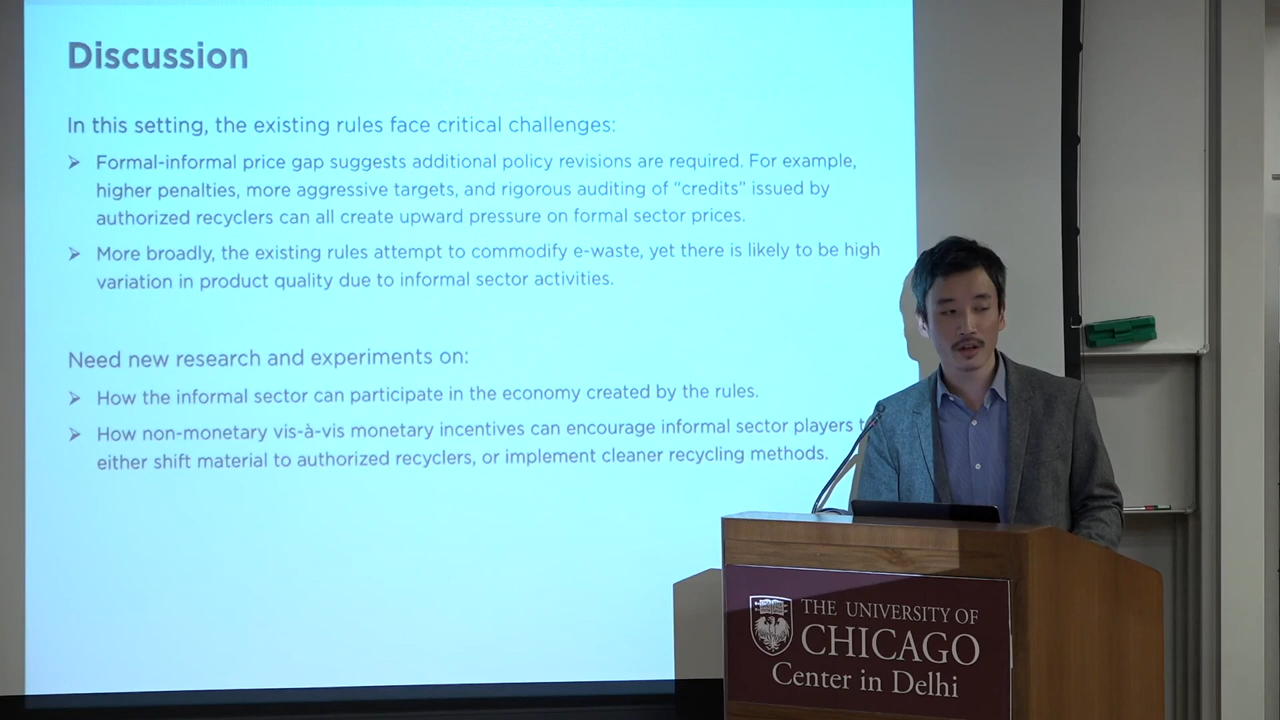 Discussion
In this setting, the existing rules face critical challenges:
➢ Formal-informal price gap suggests additional policy revisions are required. For example,
higher penalties, more aggressive targets, and rigorous auditing of “credits” issued by
authorized recyclers can all create upward pressure on formal sector prices.
➢ More broadly, the existing rules attempt to commodify e-waste, yet there is likely to be high
variation in product quality due to informal sector activities.
Need new research and experiments on:
➢ How the informal sector can participate in the economy created by the rules.
➢ How non-monetary vis-à-vis monetary incentives can encourage informal sector players
either shift material to authorized recyclers, or implement cleaner recycling methods.
THE UNIVERSITY OF
CHICAGO
Center in Delhi